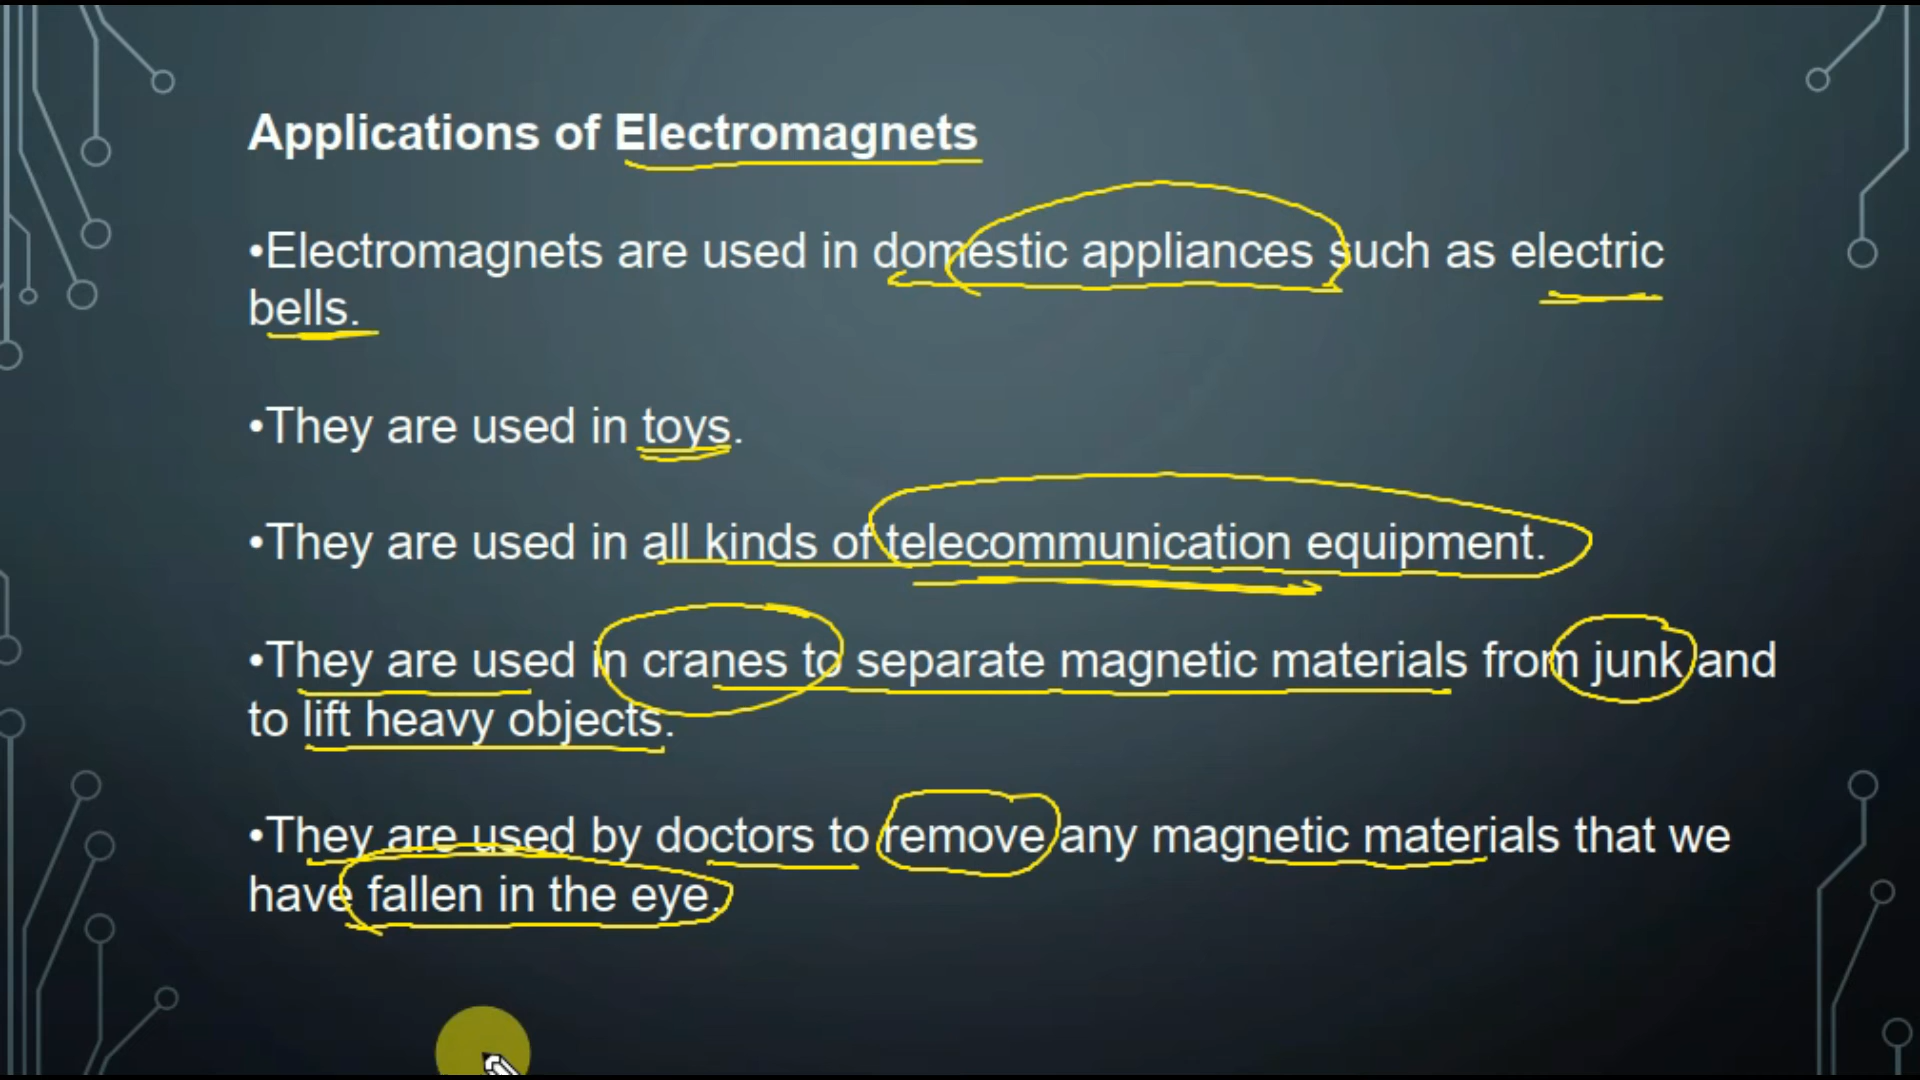 Applications of Electromagnets
•Electromagnets are used in domestic appliances such as electric
bells.
•They are used in toys.
•They are used in all kinds of telecommunication equipment.
•They are used in cranes to separate magnetic materials from junk and
to lift heavy objects.
•They are used by doctors to remove any magnetic materials that we
have fallen in the eye.